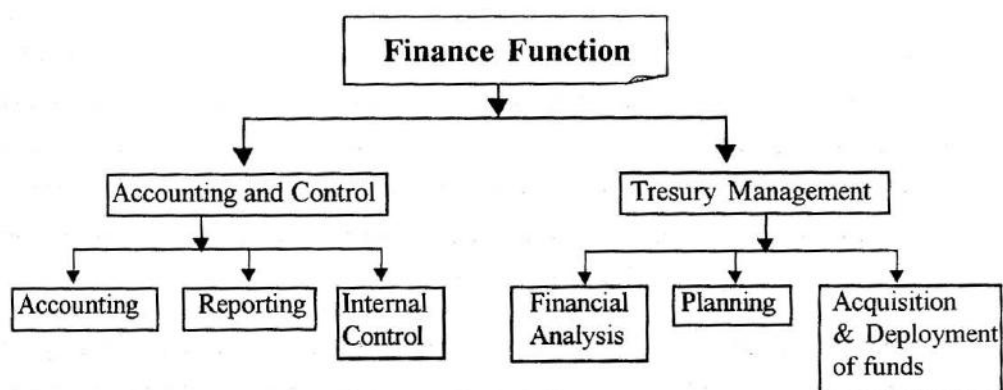 Finance Function
Accounting and Control
Tresury Management
Accounting
Reporting
Internal
Control
Financial
Analysis
Planning
Acquisition
& Deployment
of funds